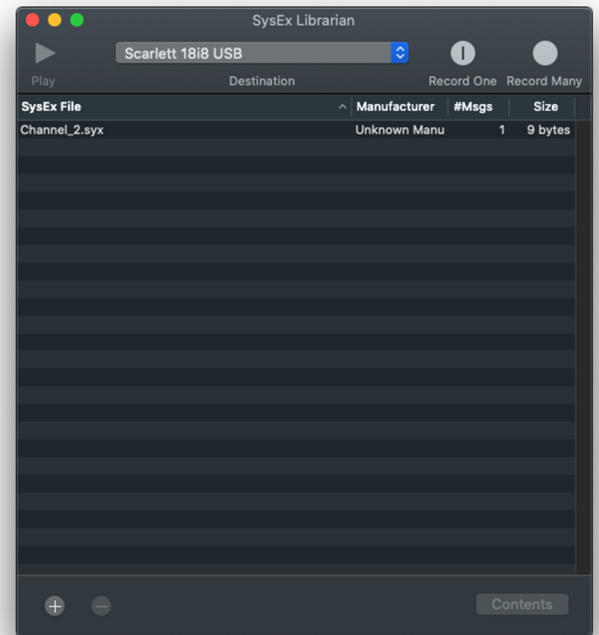 SysEx Librarian
Scarlett 18i8 USB
Play Destination Record One Record Many
SysEx File Manufacturer #Msgs Size
Channel_2.syx Unknown Manu 1 9 bytes
Contents